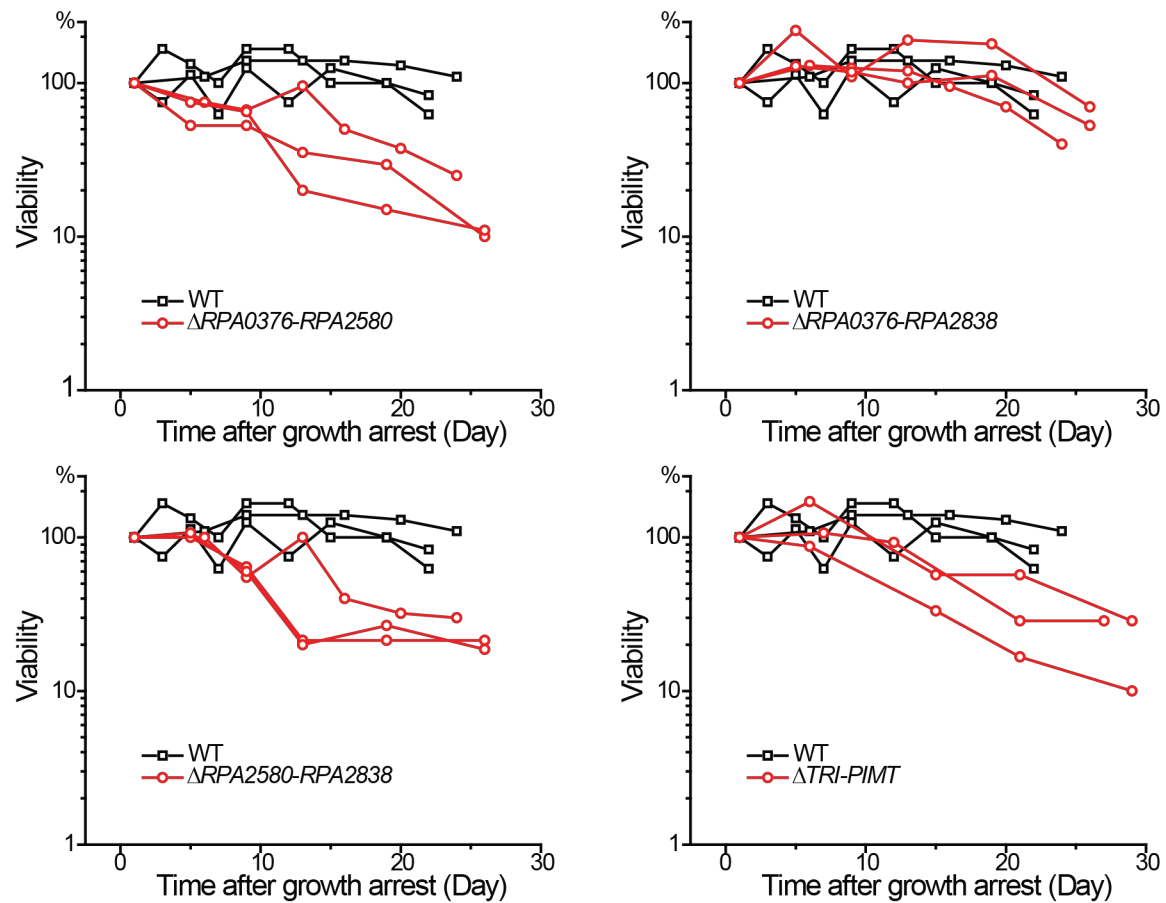 %
100
10
1
Viability
WT
ΔRPA0376-RPA2580
0 10 20 30
Time after growth arrest (Day)
%
100
10
1
Viability
WT
ΔRPA0376-RPA2838
0 10 20 30
Time after growth arrest (Day)
%
100
10
1
Viability
WT
ΔRPA2580-RPA2838
0 10 20 30
Time after growth arrest (Day)
%
100
10
1
Viability
WT
ΔTRI-PIMT
0 10 20 30
Time after growth arrest (Day)